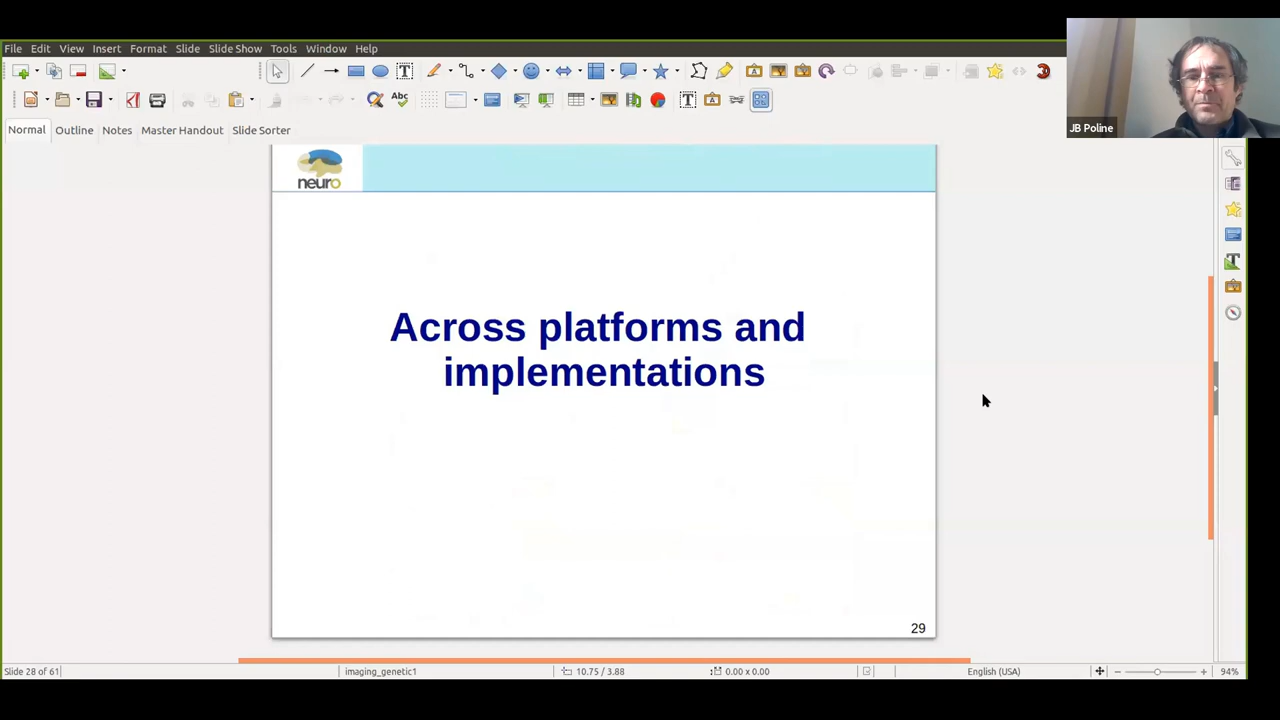 File Edit View Insert Format Slide Slide Show Tools Window Help
T
Abc
T
Normal Outline Notes Master Handout Slide Sorter
JB Poline
neuro
Across platforms and
implementations
29
Slide 28 of 61
imaging_genetic1
10.75 / 3.88
0.00 x 0.00
English (USA)
94%